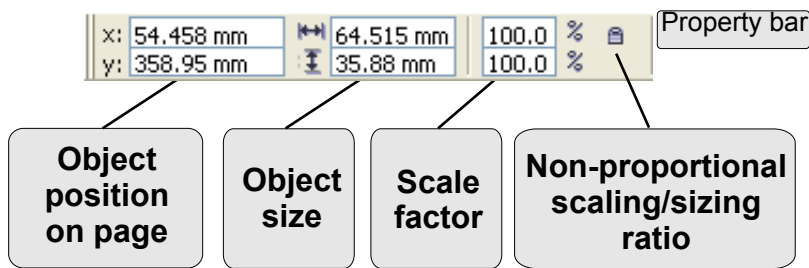 x: 54.458 mm 64.515 mm 100.0 %
y: 358.95 mm 35.88 mm 100.0 %
Property bar
Object
position
on page
Object
size
Scale
factor
Non-proportional
scaling/sizing
ratio